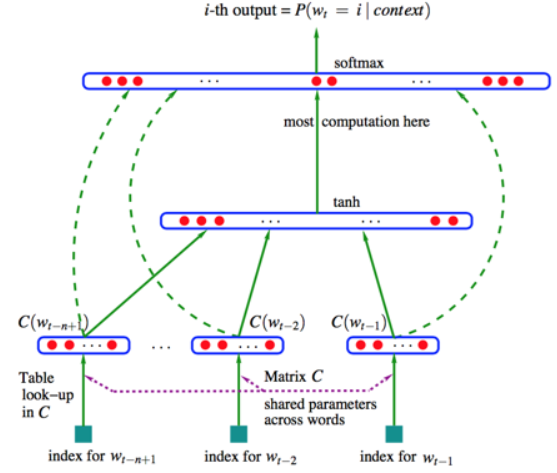 i-th output = P(w_t = i | context)
softmax
... ...
most computation here
tanh
... ...
C(w_{t−n+1}) C(w_{t−2}) C(w_{t−1})
... ... ... ...
Table Matrix C
look−up shared parameters
in C across words
index for w_{t−n+1} index for w_{t−2} index for w_{t−1}